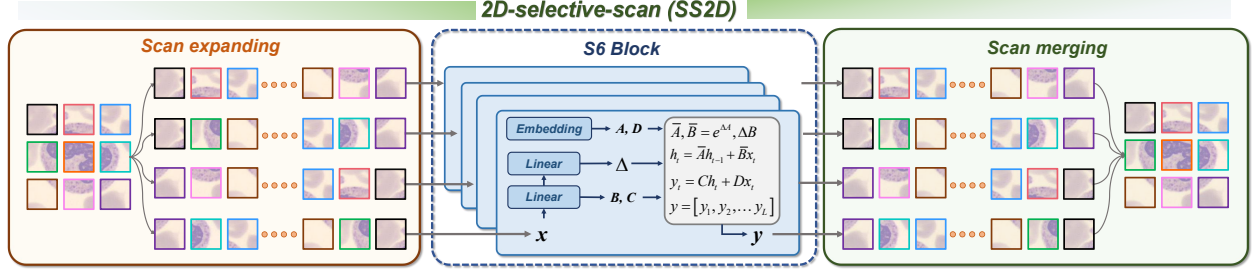 2D-selective-scan (SS2D)
Scan expanding
S6 Block
Embedding
A, D
Linear
Δ
Linear
B, C
x
A̅, B̅ = e^{ΔA}, ΔB
h_t = A̅h_{t-1} + B̅x_t
y_t = Ch_t + Dx_t
y = [y_1, y_2, … y_L]
y
Scan merging